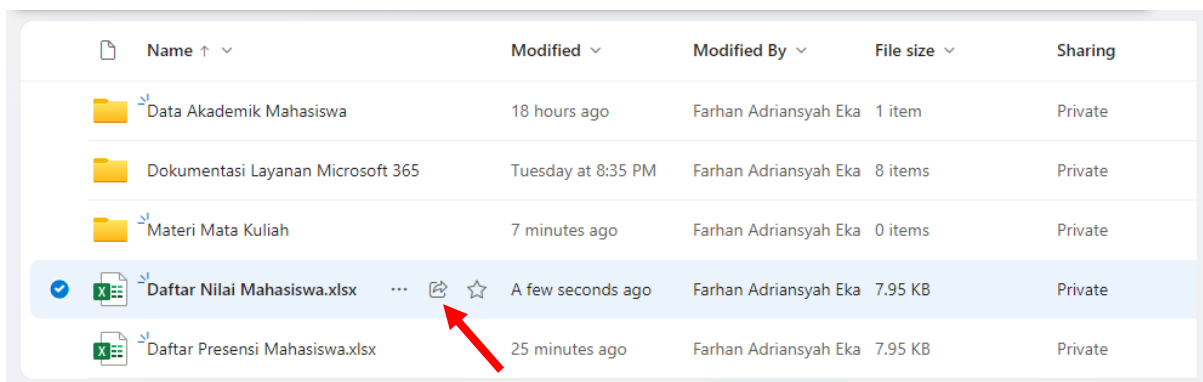 Name Modified Modified By File size Sharing
Data Akademik Mahasiswa 18 hours ago Farhan Adriansyah Eka 1 item Private
Dokumentasi Layanan Microsoft 365 Tuesday at 8:35 PM Farhan Adriansyah Eka 8 items Private
Materi Mata Kuliah 7 minutes ago Farhan Adriansyah Eka 0 items Private
Daftar Nilai Mahasiswa.xlsx A few seconds ago Farhan Adriansyah Eka 7.95 KB Private
Daftar Presensi Mahasiswa.xlsx 25 minutes ago Farhan Adriansyah Eka 7.95 KB Private